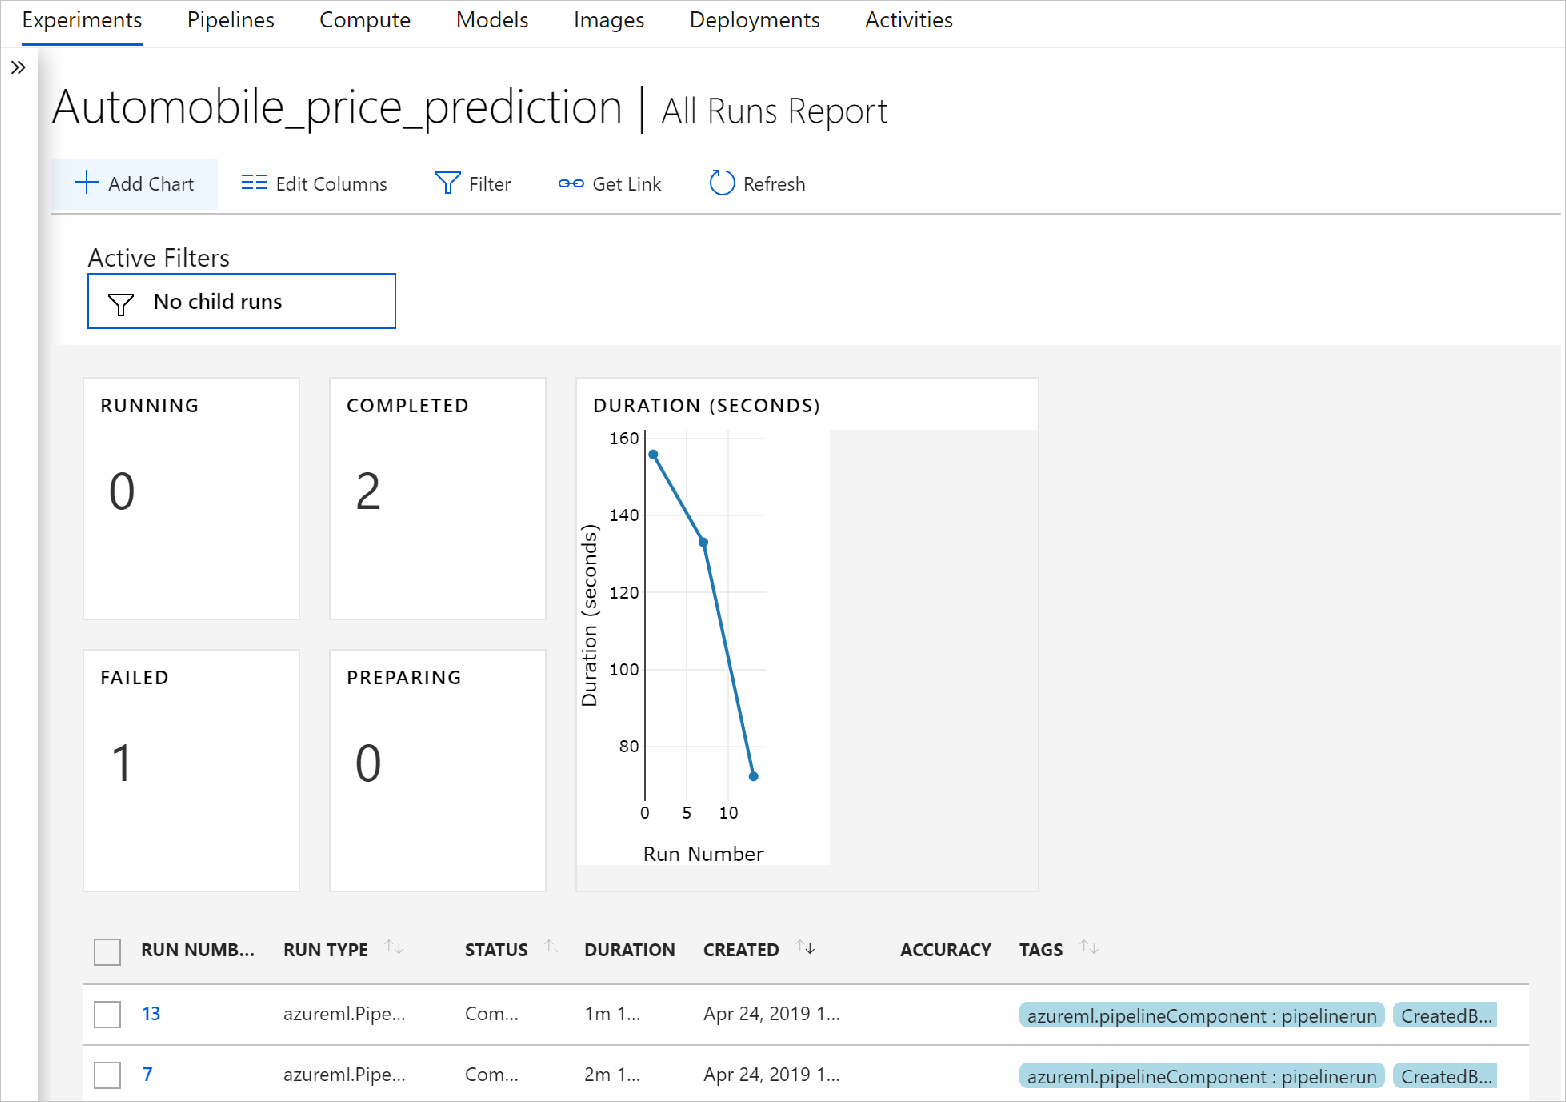 Experiments Pipelines Compute Models Images Deployments Activities
Automobile_price_prediction | All Runs Report
Add Chart Edit Columns Filter Get Link Refresh
Active Filters
No child runs
RUNNING
0
COMPLETED
2
FAILED
1
PREPARING
0
DURATION (SECONDS)
160
140
120
100
80
Duration (seconds)
0 5 10
Run Number
RUN NUMB... RUN TYPE STATUS DURATION CREATED ACCURACY TAGS
13 azureml.Pipe... Com... 1m 1... Apr 24, 2019 1... azureml.pipelineComponent : pipelinerun CreatedB...
7 azureml.Pipe... Com... 2m 1... Apr 24, 2019 1... azureml.pipelineComponent : pipelinerun CreatedB...